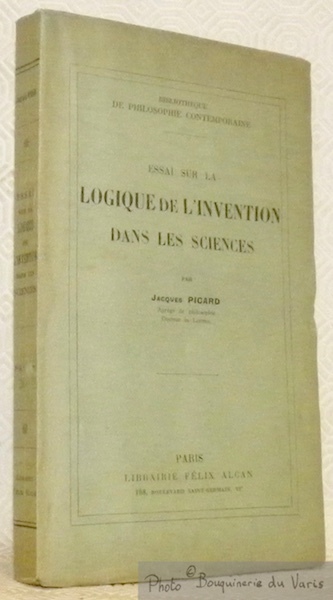 BIBLIOTHÈQUE
DE PHILOSOPHIE CONTEMPORAINE
ESSAI SUR LA
LOGIQUE DE L'INVENTION
DANS LES SCIENCES
PAR
JACQUES PICARD
Agrégé de philosophie
Docteur ès Lettres
PARIS
LIBRAIRIE FÉLIX ALCAN
108, BOULEVARD SAINT-GERMAIN, VIe
Photo © Bouquinerie du Varis